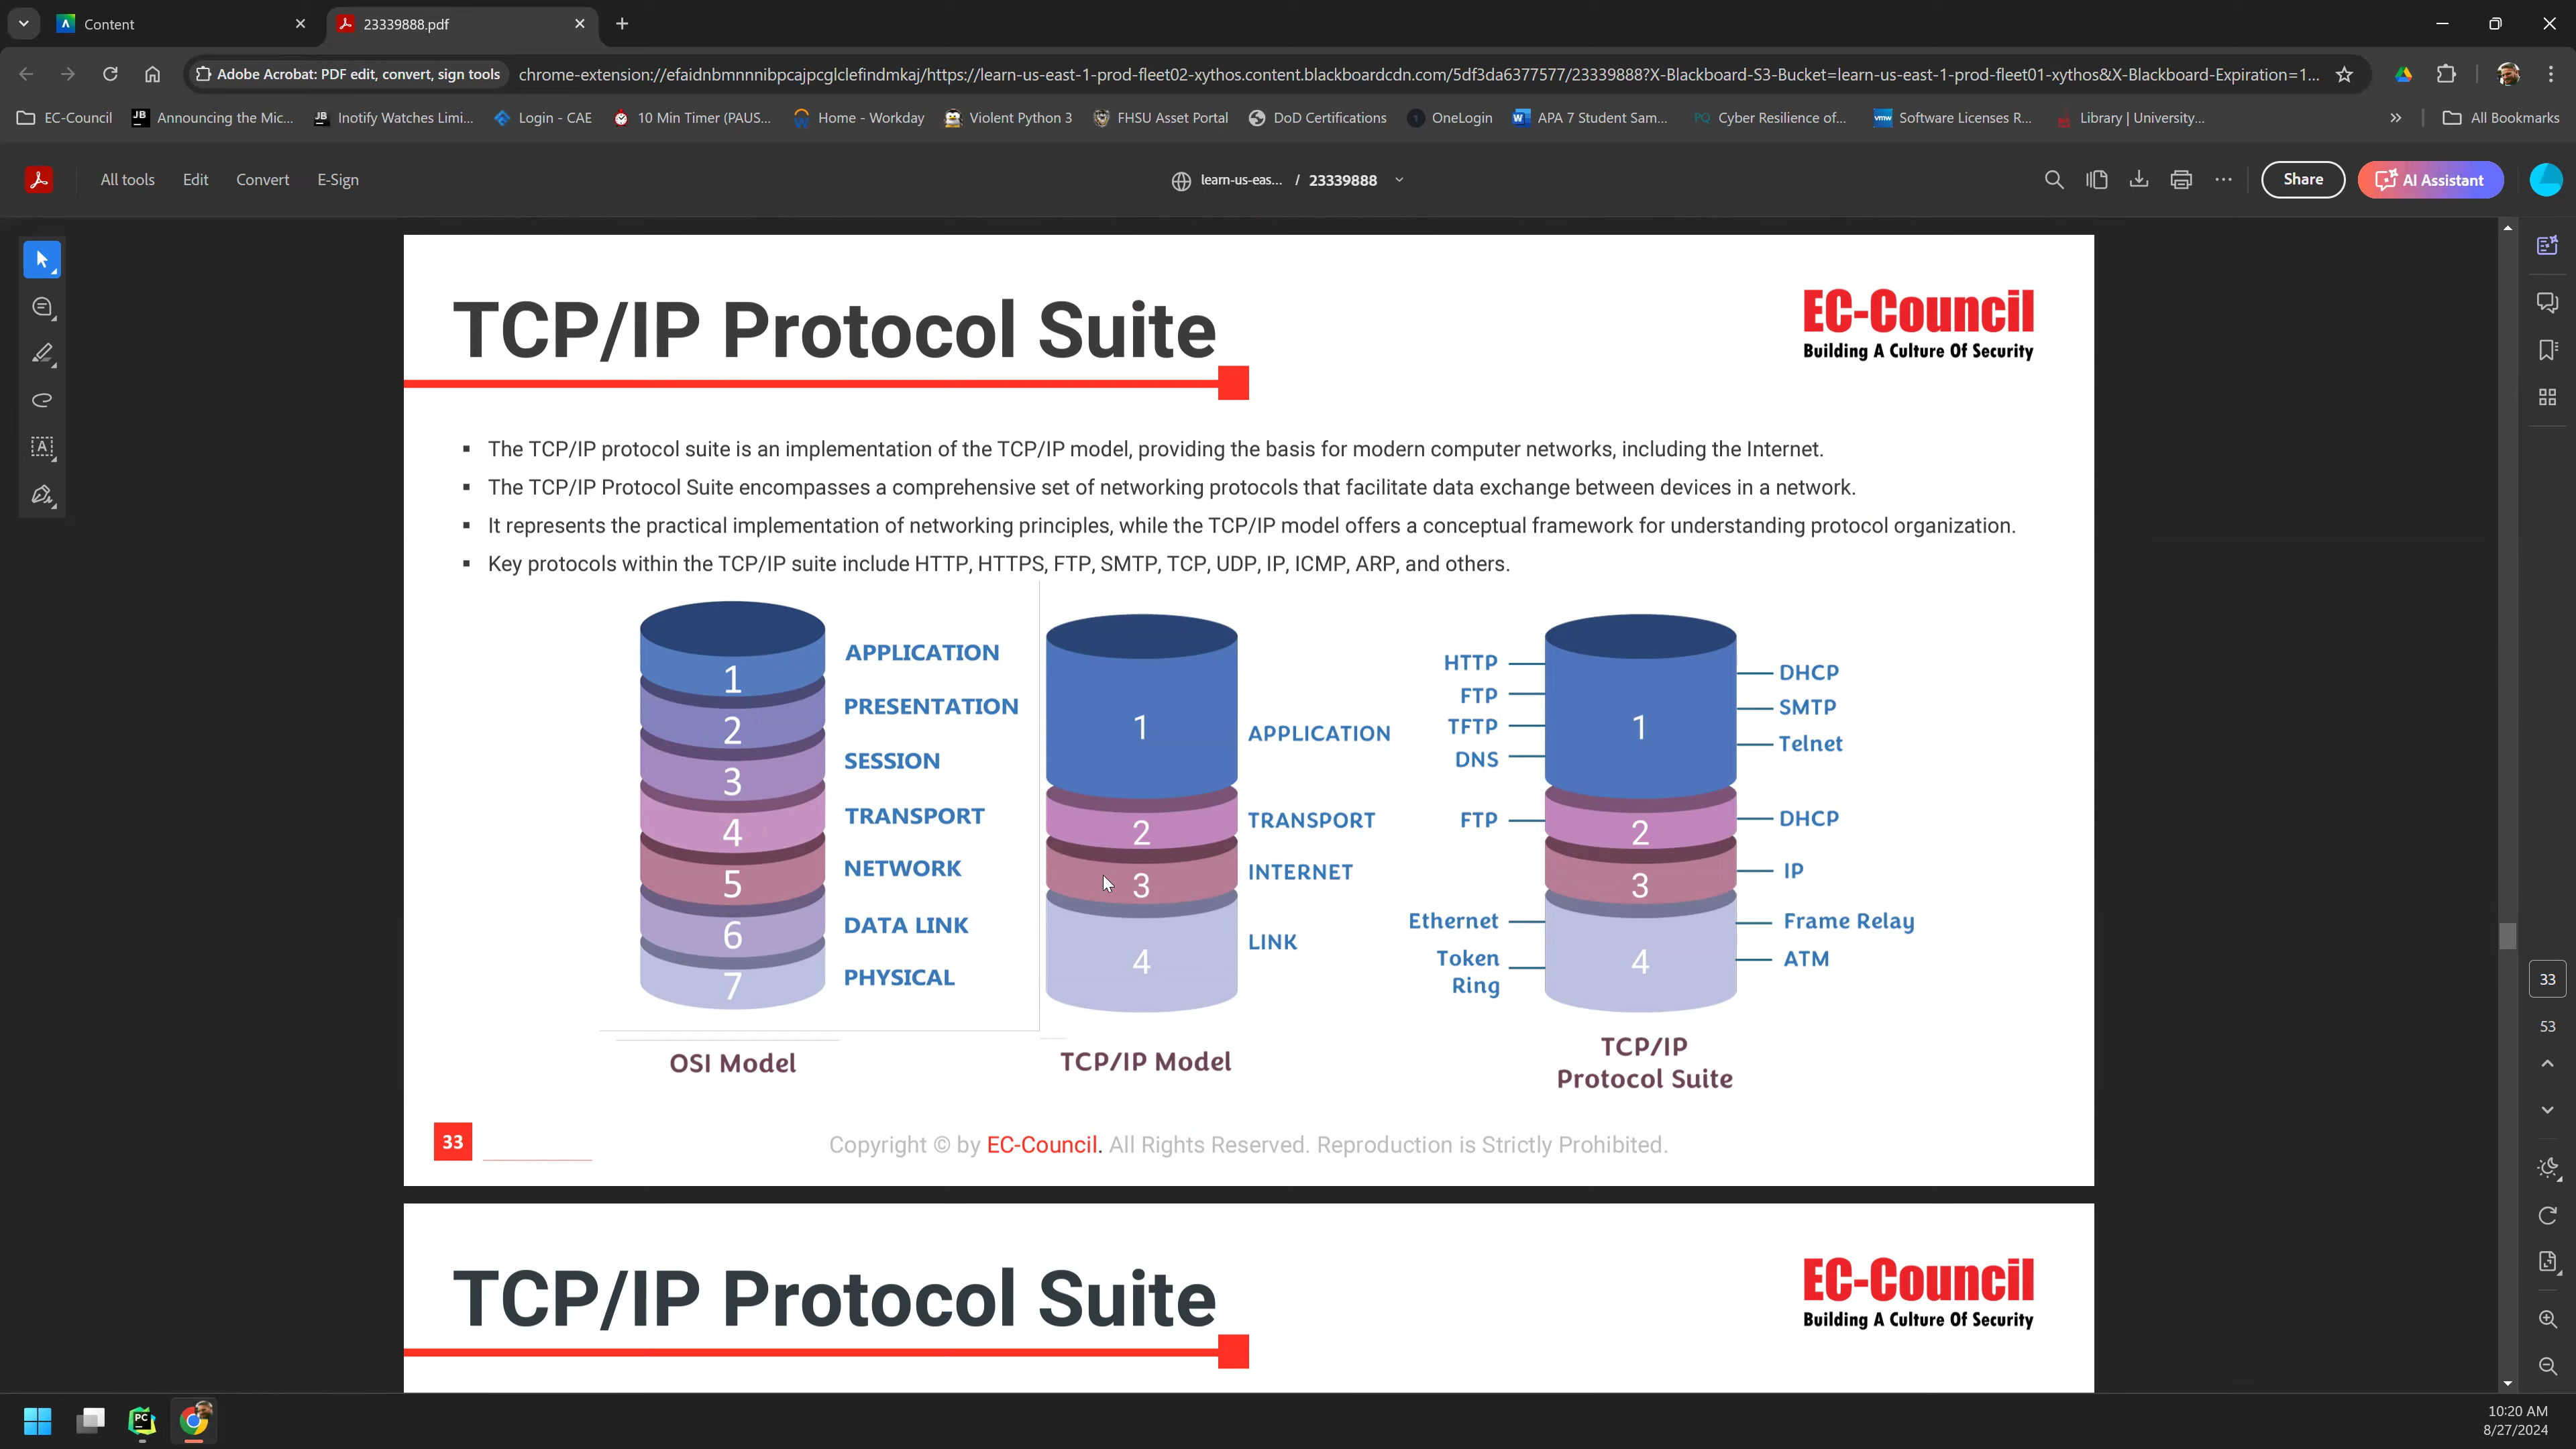 Content
23339888.pdf
Adobe Acrobat: PDF edit, convert, sign tools
chrome-extension://efaidnbmnnnibpcajpcglclefindmkaj/https://learn-us-east-1-prod-fleet02-xythos.content.blackboardcdn.com/5df3da6377577/23339888?X-Blackboard-S3-Bucket=learn-us-east-1-prod-fleet01-xythos&X-Blackboard-Expiration=1...
EC-Council
JB Announcing the Mic...
JB Inotify Watches Limi...
Login - CAE
10 Min Timer (PAUS...
Home - Workday
Violent Python 3
FHSU Asset Portal
DoD Certifications
OneLogin
APA 7 Student Sam...
PQ Cyber Resilience of...
vmw Software Licenses R...
Library | University...
All Bookmarks
All tools
Edit
Convert
E-Sign
learn-us-eas... / 23339888
Share
AI Assistant
TCP/IP Protocol Suite
EC-Council
Building A Culture Of Security
▪ The TCP/IP protocol suite is an implementation of the TCP/IP model, providing the basis for modern computer networks, including the Internet.
▪ The TCP/IP Protocol Suite encompasses a comprehensive set of networking protocols that facilitate data exchange between devices in a network.
▪ It represents the practical implementation of networking principles, while the TCP/IP model offers a conceptual framework for understanding protocol organization.
▪ Key protocols within the TCP/IP suite include HTTP, HTTPS, FTP, SMTP, TCP, UDP, IP, ICMP, ARP, and others.
1 APPLICATION
2 PRESENTATION
3 SESSION
4 TRANSPORT
5 NETWORK
6 DATA LINK
7 PHYSICAL
OSI Model
1 APPLICATION
2 TRANSPORT
3 INTERNET
4 LINK
TCP/IP Model
HTTP
FTP
TFTP
DNS
1
DHCP
SMTP
Telnet
FTP
2
DHCP
3
IP
Ethernet
Token
Ring
4
Frame Relay
ATM
TCP/IP
Protocol Suite
33
Copyright © by EC-Council. All Rights Reserved. Reproduction is Strictly Prohibited.
TCP/IP Protocol Suite
EC-Council
Building A Culture Of Security
33
53
PC
10:20 AM
8/27/2024